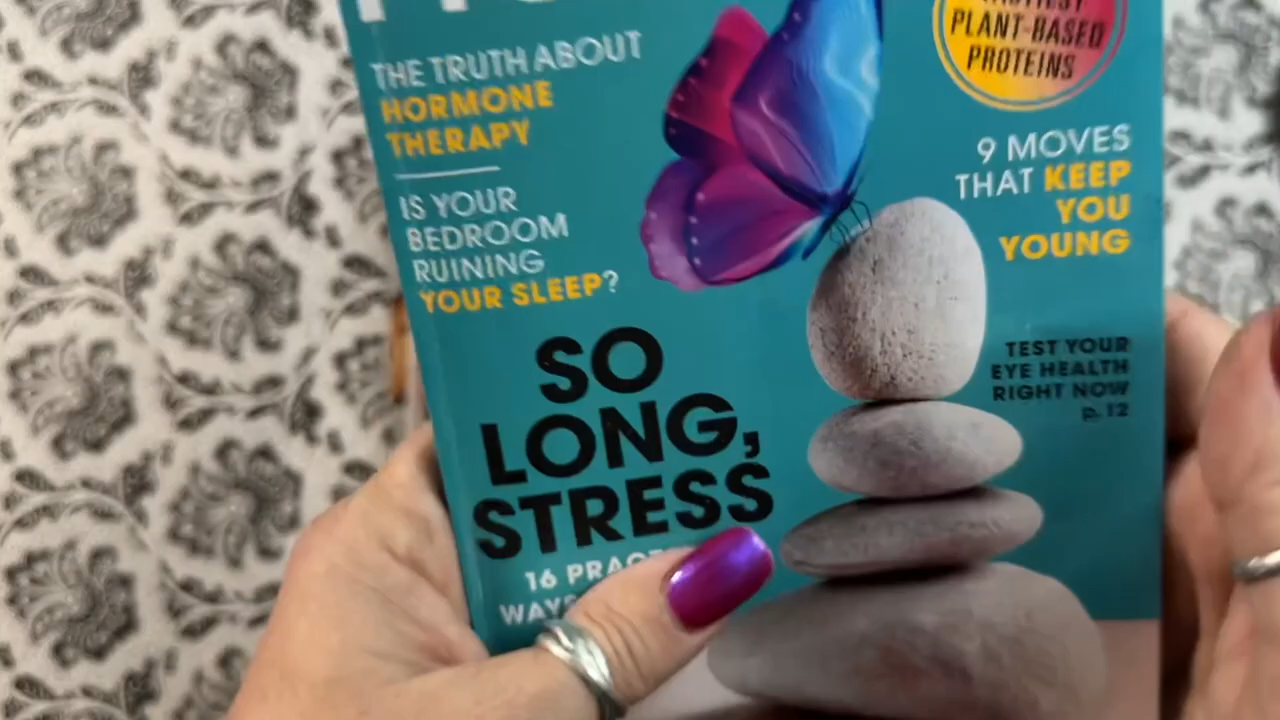 THE TRUTH ABOUT
HORMONE
THERAPY
IS YOUR
BEDROOM
RUINING
YOUR SLEEP?
SO
LONG,
STRESS
16
WAYS
PLANT-BASED
PROTEINS
9 MOVES
THAT KEEP
YOU
YOUNG
TEST YOUR
EYE HEALTH
RIGHT NOW
p. 12